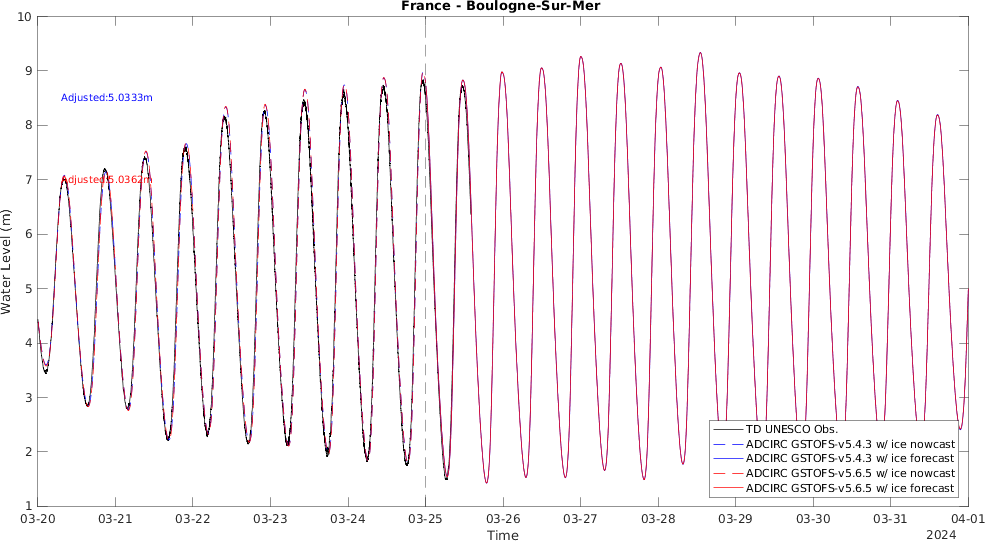 France - Boulogne-Sur-Mer
10
9
8
7
6
5
4
3
2
1
Water Level (m)
Adjusted:5.0333m
Adjusted:5.0362m
TD UNESCO Obs.
ADCIRC GSTOFS-v5.4.3 w/ ice nowcast
ADCIRC GSTOFS-v5.4.3 w/ ice forecast
ADCIRC GSTOFS-v5.6.5 w/ ice nowcast
ADCIRC GSTOFS-v5.6.5 w/ ice forecast
03-20 03-21 03-22 03-23 03-24 03-25 03-26 03-27 03-28 03-29 03-30 03-31 04-01
Time
2024